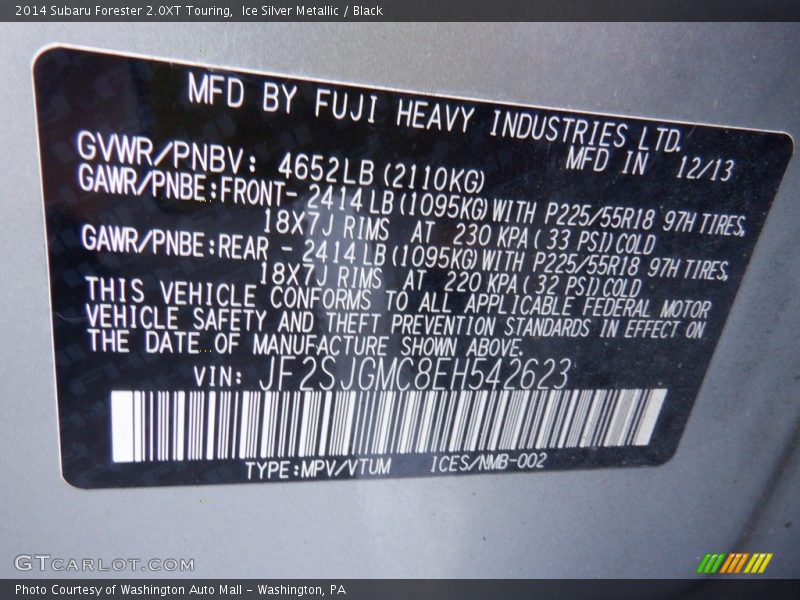 2014 Subaru Forester 2.0XT Touring,  Ice Silver Metallic / Black
MFD BY FUJI HEAVY INDUSTRIES LTD.
MFD IN 12/13
GVWR/PNBV: 4652LB (2110KG)
GAWR/PNBE:FRONT- 2414 LB (1095KG) WITH P225/55R18 97H TIRES,
18X7J RIMS AT 230 KPA ( 33 PSI) COLD
GAWR/PNBE:REAR - 2414 LB (1095KG) WITH P225/55R18 97H TIRES,
18X7J RIMS AT 220 KPA ( 32 PSI) COLD
THIS VEHICLE CONFORMS TO ALL APPLICABLE FEDERAL MOTOR
VEHICLE SAFETY AND THEFT PREVENTION STANDARDS IN EFFECT ON
THE DATE OF MANUFACTURE SHOWN ABOVE.
VIN: JF2SJGMC8EH542623
TYPE:MPV/VTUM ICES/NMB-002
GTCARLOT.COM
Photo Courtesy of Washington Auto Mall - Washington, PA